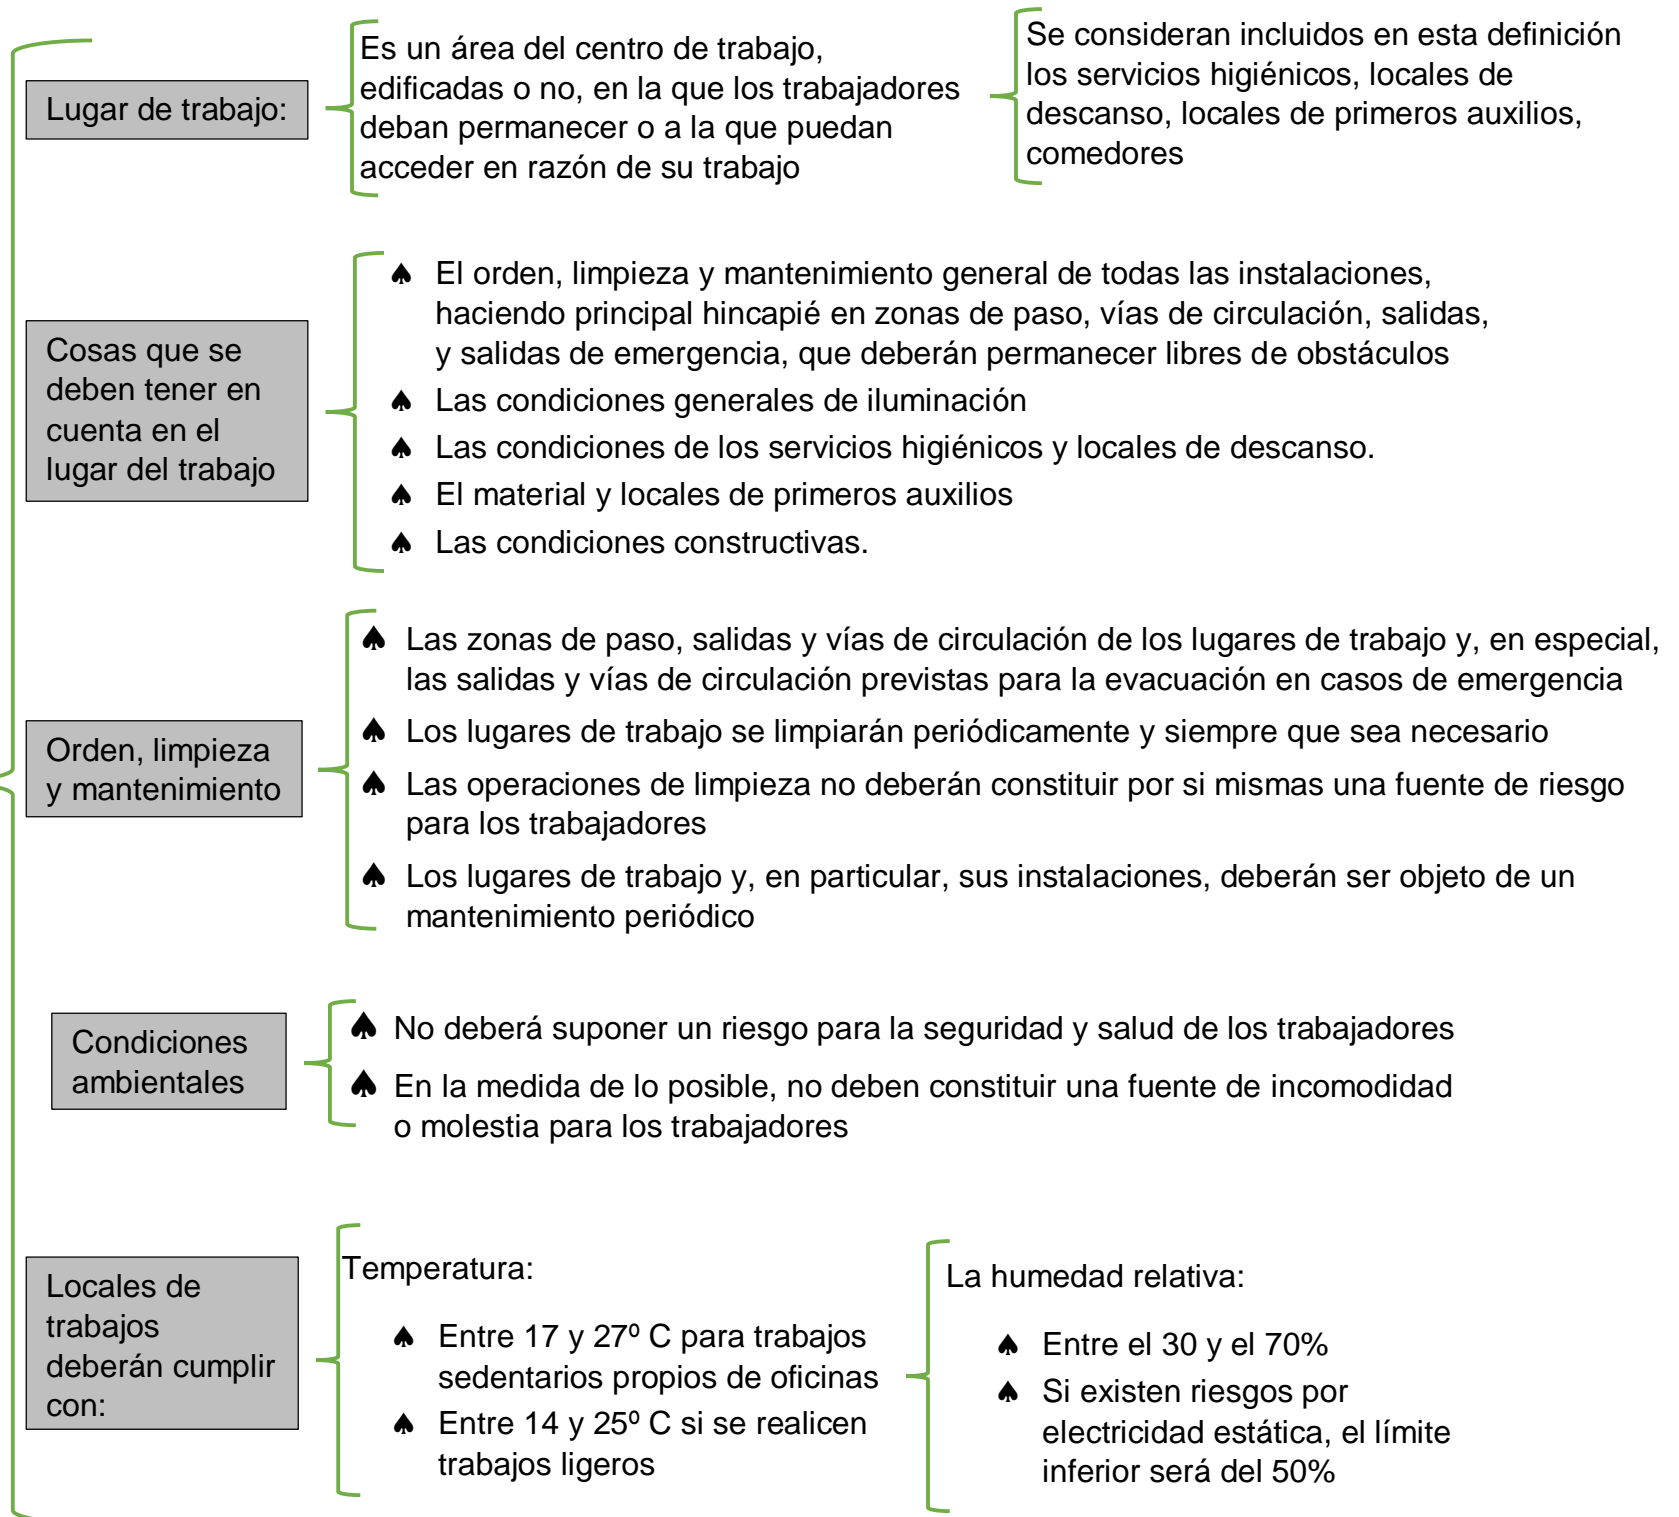 Lugar de trabajo:
Es un área del centro de trabajo,
edificadas o no, en la que los trabajadores
deban permanecer o a la que puedan
acceder en razón de su trabajo
Se consideran incluidos en esta definición
los servicios higiénicos, locales de
descanso, locales de primeros auxilios,
comedores
Cosas que se
deben tener en
cuenta en el
lugar del trabajo
♠ El orden, limpieza y mantenimiento general de todas las instalaciones,
haciendo principal hincapié en zonas de paso, vías de circulación, salidas,
y salidas de emergencia, que deberán permanecer libres de obstáculos
♠ Las condiciones generales de iluminación
♠ Las condiciones de los servicios higiénicos y locales de descanso.
♠ El material y locales de primeros auxilios
♠ Las condiciones constructivas.
Orden, limpieza
y mantenimiento
♠ Las zonas de paso, salidas y vías de circulación de los lugares de trabajo y, en especial,
las salidas y vías de circulación previstas para la evacuación en casos de emergencia
♠ Los lugares de trabajo se limpiarán periódicamente y siempre que sea necesario
♠ Las operaciones de limpieza no deberán constituir por si mismas una fuente de riesgo
para los trabajadores
♠ Los lugares de trabajo y, en particular, sus instalaciones, deberán ser objeto de un
mantenimiento periódico
Condiciones
ambientales
♠ No deberá suponer un riesgo para la seguridad y salud de los trabajadores
♠ En la medida de lo posible, no deben constituir una fuente de incomodidad
o molestia para los trabajadores
Locales de
trabajos
deberán cumplir
con:
Temperatura:
♠ Entre 17 y 27º C para trabajos
sedentarios propios de oficinas
♠ Entre 14 y 25º C si se realicen
trabajos ligeros
La humedad relativa:
♠ Entre el 30 y el 70%
♠ Si existen riesgos por
electricidad estática, el límite
inferior será del 50%